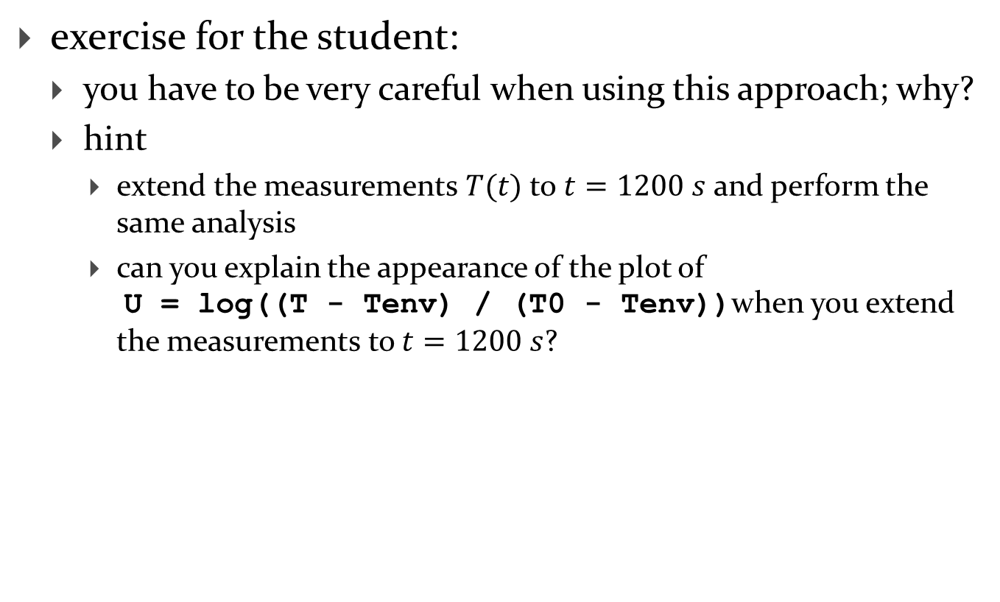 exercise for the student:
you have to be very careful when using this approach; why?
hint
extend the measurements T(t) to t = 1200 s and perform the
same analysis
can you explain the appearance of the plot of
U = log((T - Tenv) / (T0 - Tenv)) when you extend
the measurements to t = 1200 s?